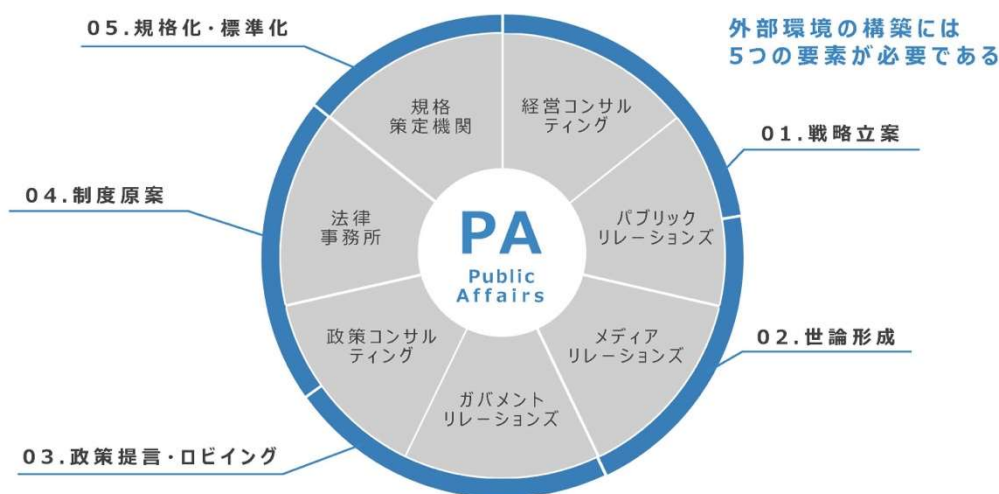 外部環境の構築には
5つの要素が必要である
05.規格化・標準化
01.戦略立案
04.制度原案
02.世論形成
03.政策提言・ロビイング
規格
策定機関
経営コンサル
ティング
法律
事務所
パブリック
リレーションズ
政策コンサル
ティング
メディア
リレーションズ
ガバメント
リレーションズ
PA
Public
Affairs